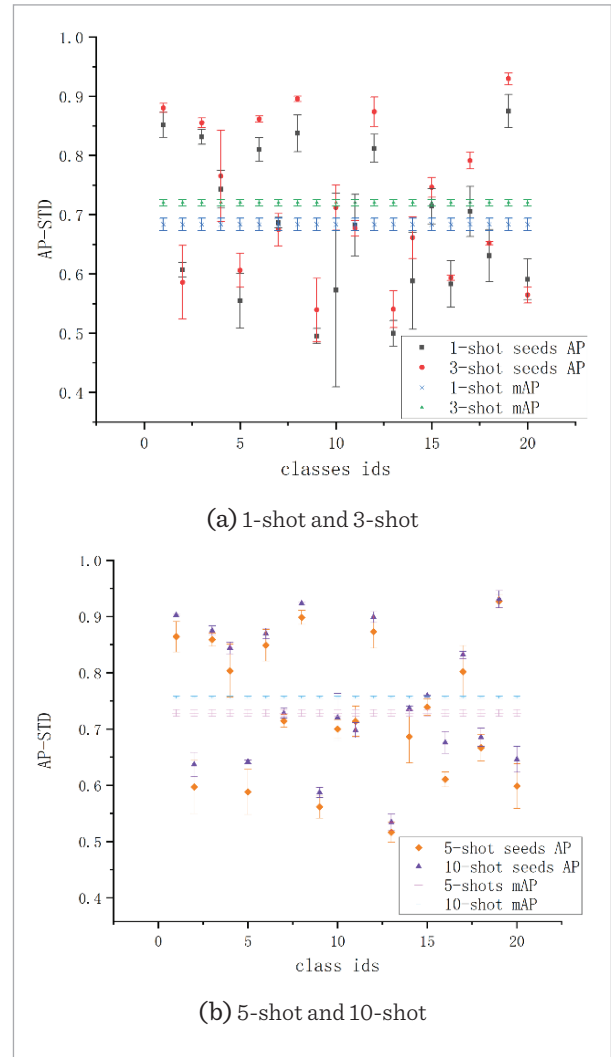 1.0
0.9
0.8
0.7
0.6
0.5
0.4
AP-STD
1-shot seeds AP
3-shot seeds AP
1-shot mAP
3-shot mAP
0 5 10 15 20
classes ids
(a) 1-shot and 3-shot
1.0
0.9
0.8
0.7
0.6
0.5
0.4
AP-STD
5-shot seeds AP
10-shot seeds AP
5-shots mAP
10-shot mAP
0 5 10 15 20
class ids
(b) 5-shot and 10-shot